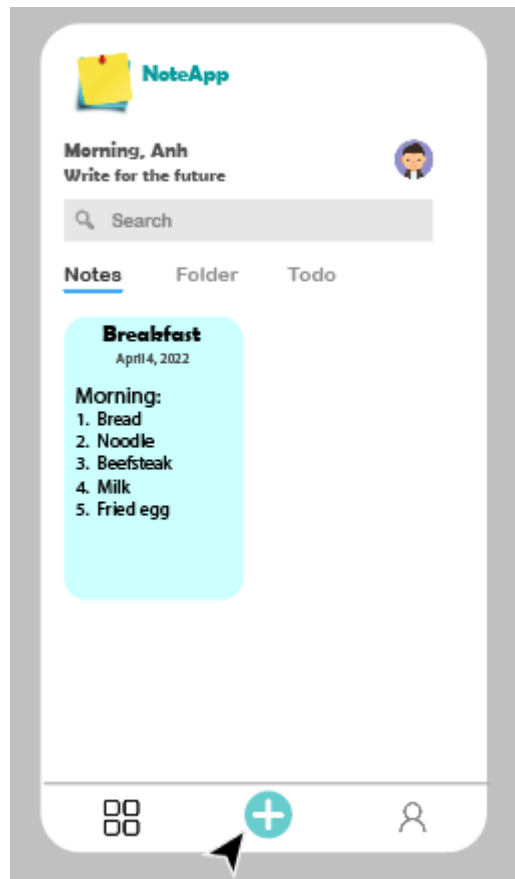 NoteApp
Morning, Anh
Write for the future
Search
Notes Folder Todo
Breakfast
April 4, 2022
Morning:
1. Bread
2. Noodle
3. Beefsteak
4. Milk
5. Fried egg